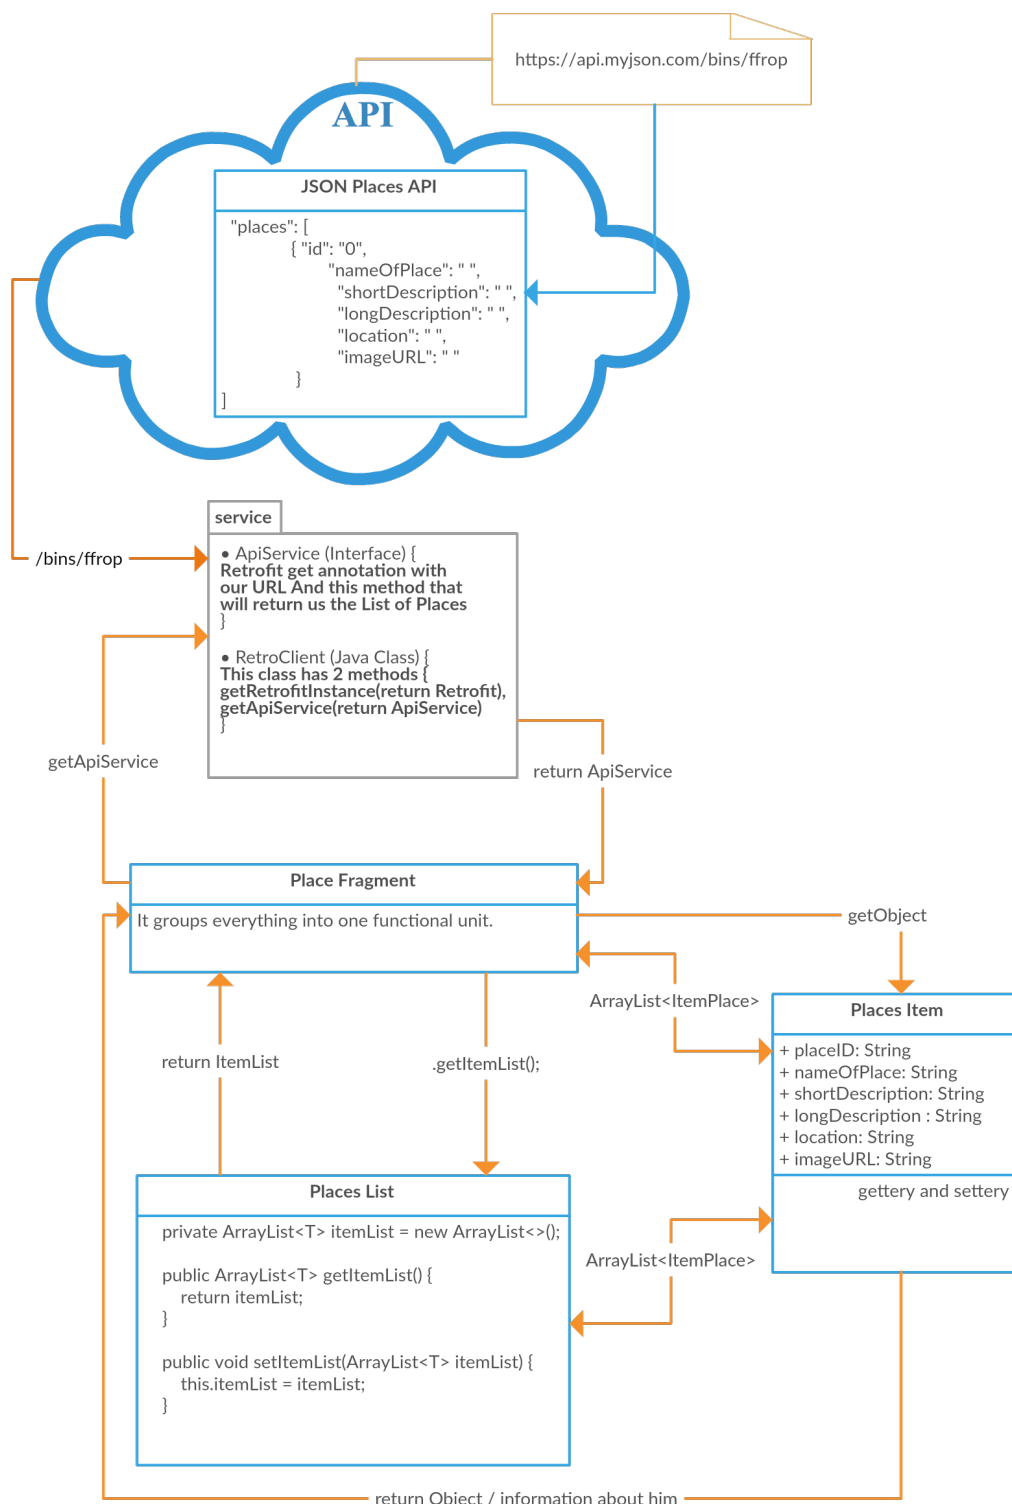 https://api.myjson.com/bins/ffrop
API
JSON Places API
"places": [
{ "id": "0",
"nameOfPlace": " ",
"shortDescription": " ",
"longDescription": " ",
"location": " ",
"imageURL": " "
}
]
service
/bins/ffrop
● ApiService (Interface) {
Retrofit get annotation with
our URL And this method that
will return us the List of Places
}
● RetroClient (Java Class) {
This class has 2 methods {
getRetrofitInstance(return Retrofit),
getApiService(return ApiService)
}
getApiService
return ApiService
Place Fragment
It groups everything into one functional unit.
getObject
ArrayList<ItemPlace>
Places Item
+ placeID: String
+ nameOfPlace: String
+ shortDescription: String
+ longDescription : String
+ location: String
+ imageURL: String
gettery and settery
return ItemList
.getItemList();
Places List
private ArrayList<T> itemList = new ArrayList<>();
public ArrayList<T> getItemList() {
return itemList;
}
public void setItemList(ArrayList<T> itemList) {
this.itemList = itemList;
}
ArrayList<ItemPlace>
return Object / information about him